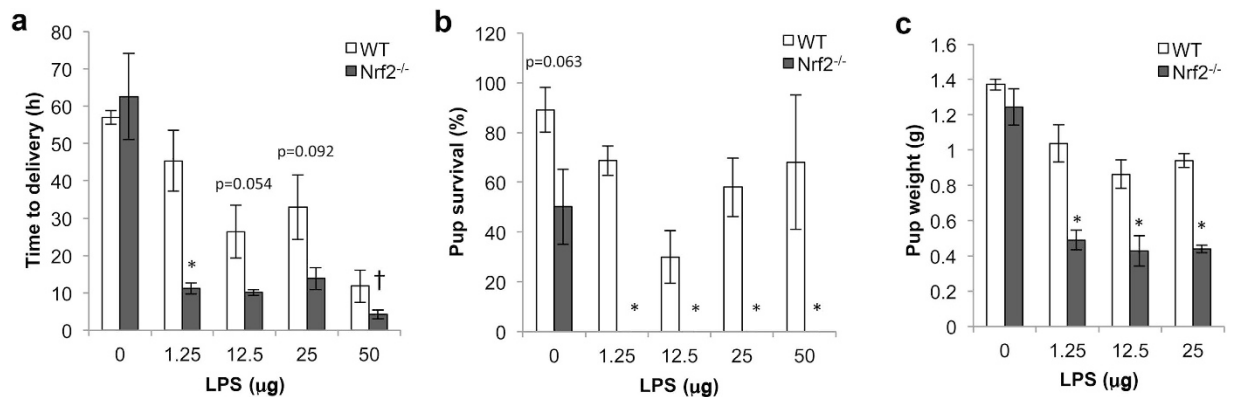 a
Time to delivery (h)
80
70
60
50
40
30
20
10
0
WT
Nrf2-/-
p=0.054
p=0.092
*
†
0 1.25 12.5 25 50
LPS (µg)
b
Pup survival (%)
120
100
80
60
40
20
0
WT
Nrf2-/-
p=0.063
* * * *
0 1.25 12.5 25 50
LPS (µg)
c
Pup weight (g)
1.6
1.4
1.2
1
0.8
0.6
0.4
0.2
0
WT
Nrf2-/-
* * *
0 1.25 12.5 25
LPS (µg)